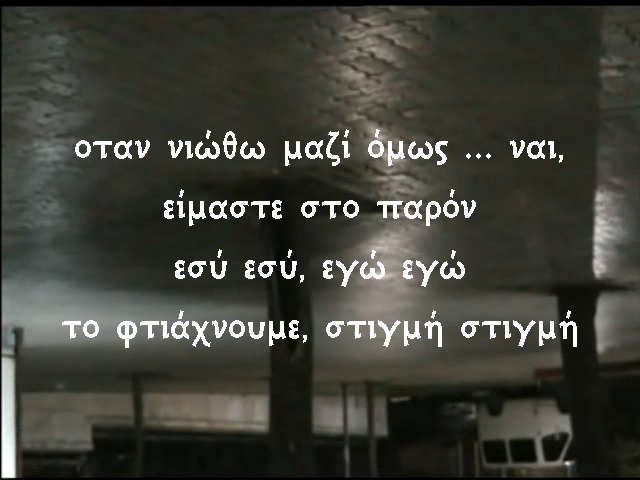 οταν νιώθω μαζί όμως ... ναι,
είμαστε στο παρόν
εσύ εσύ, εγώ εγώ
το φτιάχνουμε, στιγμή στιγμή